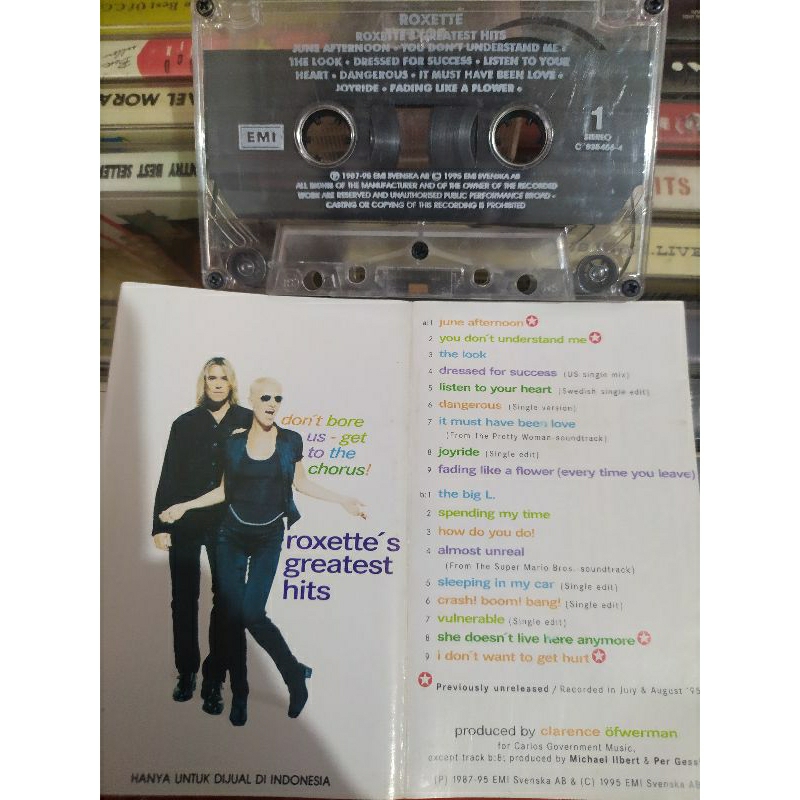 Best Of C.C.
ROXETTE
ROXETTE'S GREATEST HITS
JUNE AFTERNOON • YOU DON'T UNDERSTAND ME •
THE LOOK • DRESSED FOR SUCCESS • LISTEN TO YOUR
HEART • DANGEROUS • IT MUST HAVE BEEN LOVE •
JOYRIDE • FADING LIKE A FLOWER •
EMI
1
STEREO
℗ 1987-95 EMI SVENSKA AB © 1995 EMI SVENSKA AB
ALL RIGHTS OF THE MANUFACTURER AND OF THE OWNER OF THE RECORDED
WORK ARE RESERVED AND UNAUTHORISED PUBLIC PERFORMANCE BROAD-
CASTING OR COPYING OF THIS RECORDING IS PROHIBITED
AEL MORA
NTRY BEST SELLER
ITS
LIVE
don't bore
us - get
to the
chorus!
roxette's
greatest
hits
HANYA UNTUK DIJUAL DI INDONESIA
a:1 june afternoon
2 you don't understand me
3 the look
4 dressed for success (US single mix)
5 listen to your heart (Swedish single edit)
6 dangerous (Single version)
7 it must have been love
(From The Pretty Woman soundtrack)
8 joyride (Single edit)
9 fading like a flower (every time you leave)
b:1 the big L.
2 spending my time
3 how do you do!
4 almost unreal
(From The Super Mario Bros. soundtrack)
5 sleeping in my car (Single edit)
6 crash! boom! bang! (Single edit)
7 vulnerable (Single edit)
8 she doesn't live here anymore
9 i don't want to get hurt
Previously unreleased / Recorded in July & August '95
produced by clarence öfwerman
for Carlos Government Music,
except track b:8; produced by Michael Ilbert & Per Gess
(P) 1987-95 EMI Svenska AB & (C) 1995 EMI Svenska AB